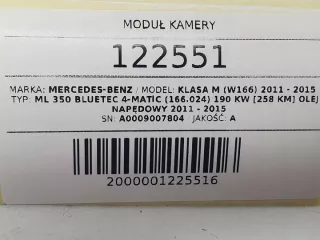 MODUŁ KAMERY
122551
MARKA: MERCEDES-BENZ / MODEL: KLASA M (W166) 2011 - 2015
TYP: ML 350 BLUETEC 4-MATIC (166.024) 190 KW [258 KM] OLEJ
NAPĘDOWY 2011 - 2015
SN: A0009007804 JAKOŚĆ: A
2000001225516